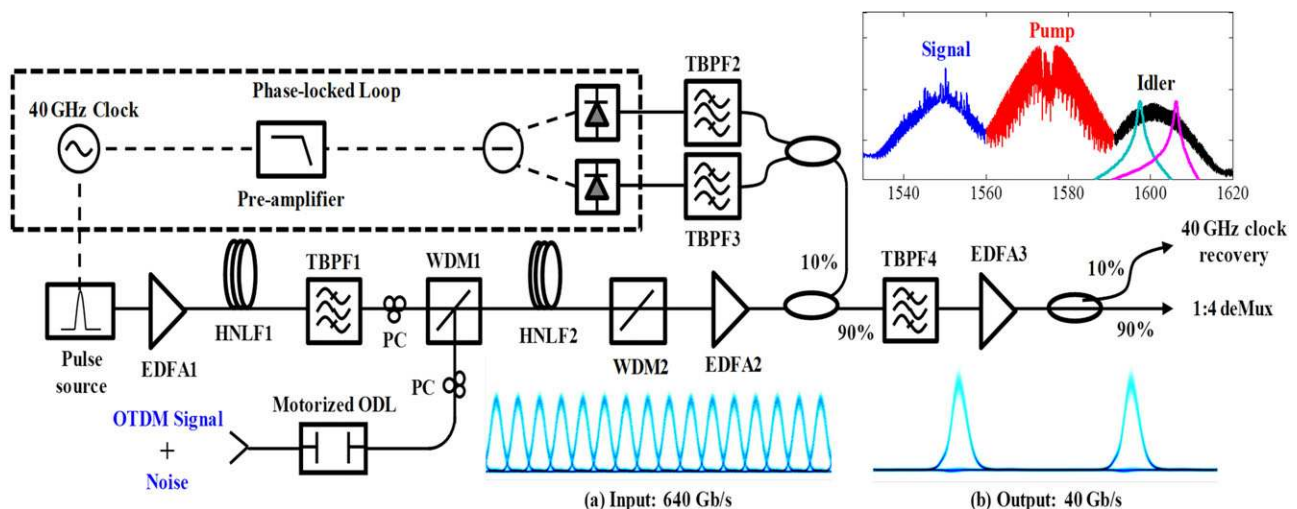 Phase-locked Loop
40 GHz Clock
Pre-amplifier
TBPF2
TBPF3
Signal
Pump
Idler
1540 1560 1580 1600 1620
40 GHz clock
recovery
10%
1:4 deMux
90%
TBPF4
EDFA3
10%
90%
Pulse
source
EDFA1
HNLF1
TBPF1
PC
WDM1
HNLF2
WDM2
EDFA2
PC
Motorized ODL
OTDM Signal
+
Noise
(a) Input: 640 Gb/s
(b) Output: 40 Gb/s